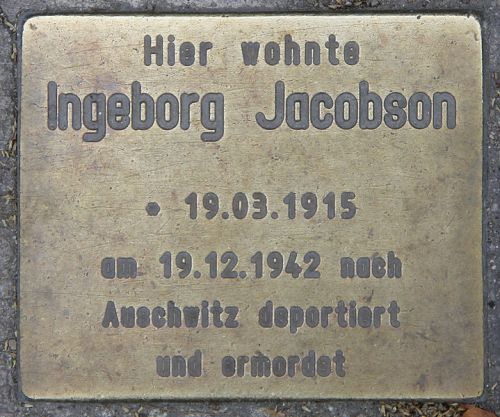 Hier wohnte
Ingeborg Jacobson
* 19.03.1915
am 19.12.1942 nach
Auschwitz deportiert
und ermordet